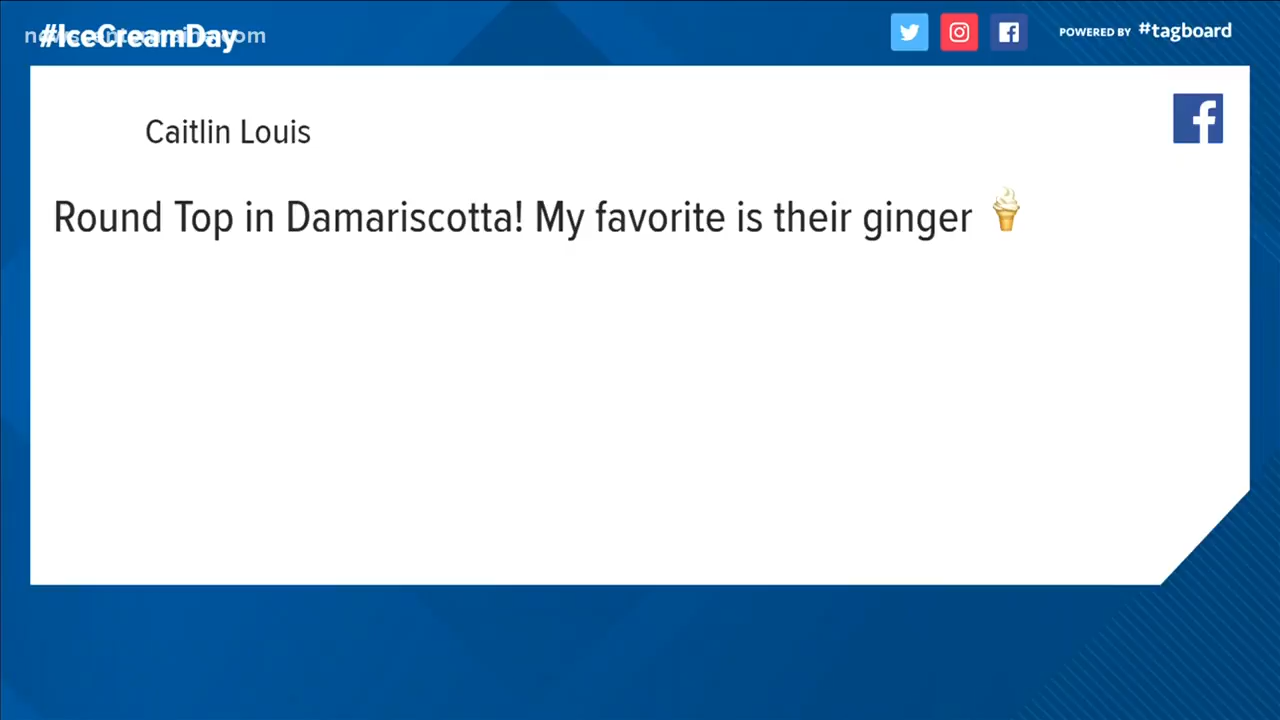 #IceCreamDay
POWERED BY #tagboard
Caitlin Louis
Round Top in Damariscotta! My favorite is their ginger 🍦